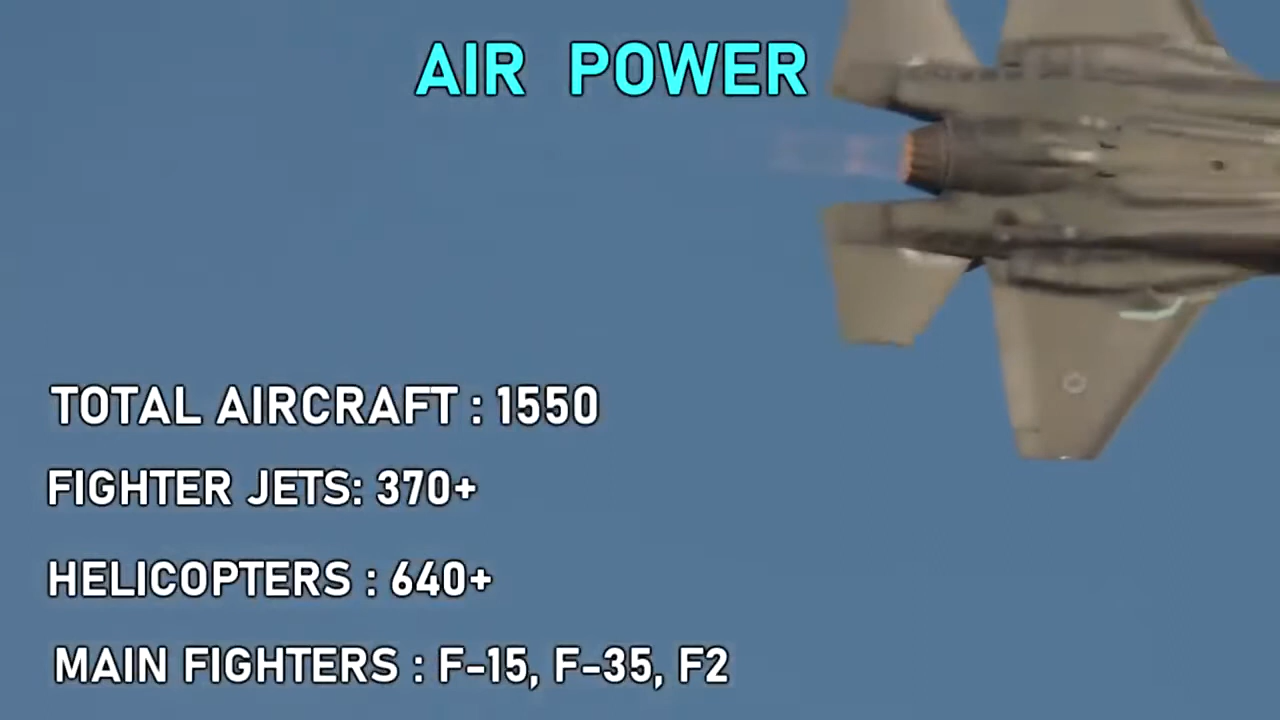 AIR POWER
TOTAL AIRCRAFT : 1550
FIGHTER JETS: 370+
HELICOPTERS : 640+
MAIN FIGHTERS : F-15, F-35, F2